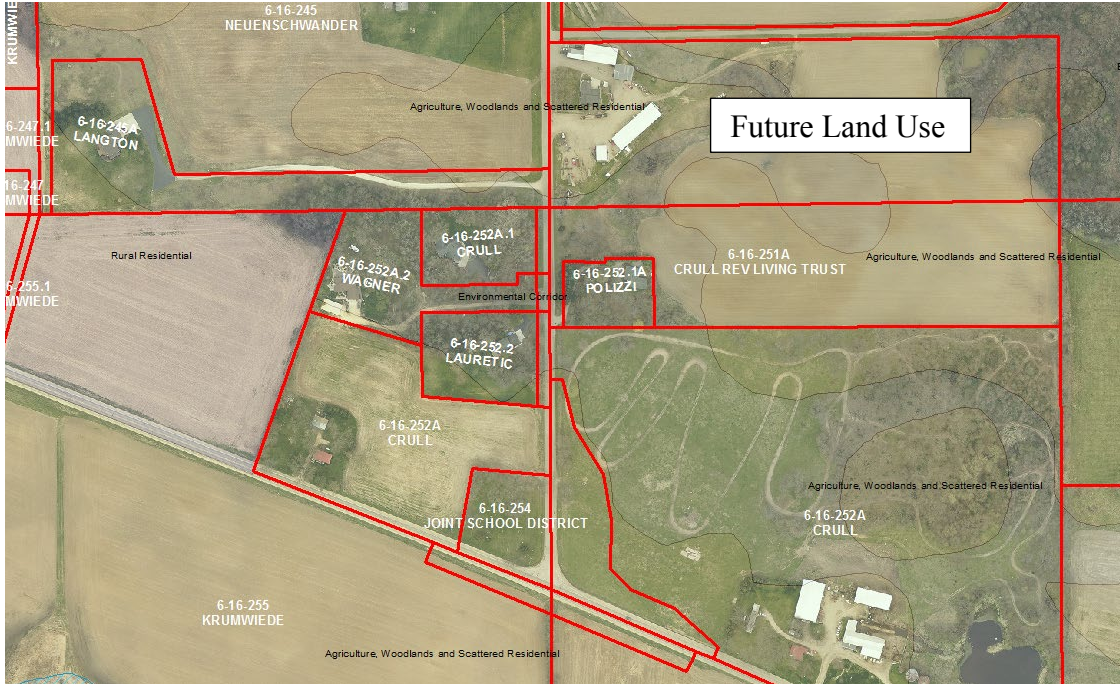 6-16-245
NEUENSCHWANDER
KRUMWIE
Agriculture, Woodlands and Scattered Residential
Future Land Use
6-247.1
MWIEDE
6-16-245A
LANGTON
16-247
MWIEDE
Rural Residential
6-16-252A.1
CRULL
6-16-252A.2
WAGNER
6-16-251A
CRULL REV LIVING TRUST
Agriculture, Woodlands and Scattered Residential
6-16-252.1A
POLIZZI
6-255.1
MWIEDE
Environmental Corridor
6-16-252.2
LAURETIC
6-16-252A
CRULL
Agriculture, Woodlands and Scattered Residential
6-16-254
JOINT SCHOOL DISTRICT
6-16-252A
CRULL
6-16-255
KRUMWIEDE
Agriculture, Woodlands and Scattered Residential